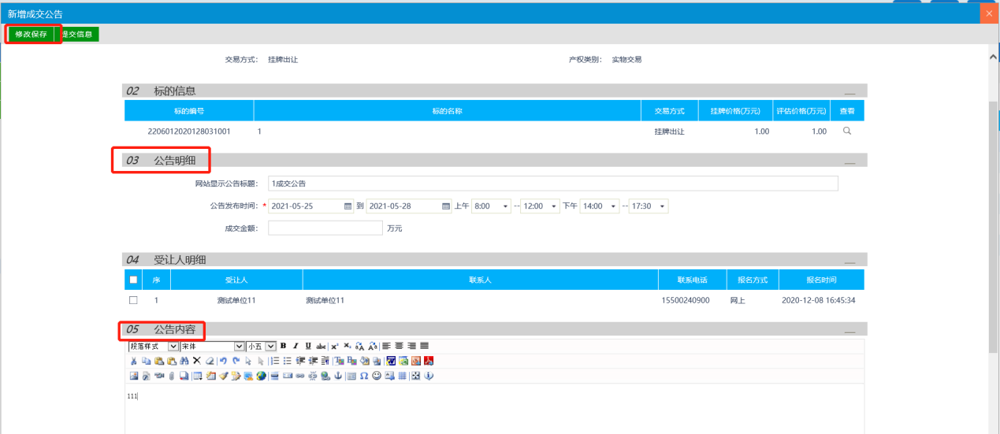 新增成交公告
修改保存 提交信息
交易方式： 挂牌出让 产权类别： 实物交易
02 标的信息
标的编号 标的名称 交易方式 挂牌价格(万元) 评估价格(万元) 查看
2206012020128031001 1 挂牌出让 1.00 1.00
03 公告明细
网站显示公告标题： 1成交公告
公告发布时间： * 2021-05-25 到 2021-05-28 上午 8:00 -- 12:00 下午 14:00 -- 17:30
成交金额： 万元
04 受让人明细
序 受让人 联系人 联系电话 报名方式 报名时间
1 测试单位11 测试单位11 15500240900 网上 2020-12-08 16:45:34
05 公告内容
段落样式 宋体 小五 B I U abc x² X₂
111